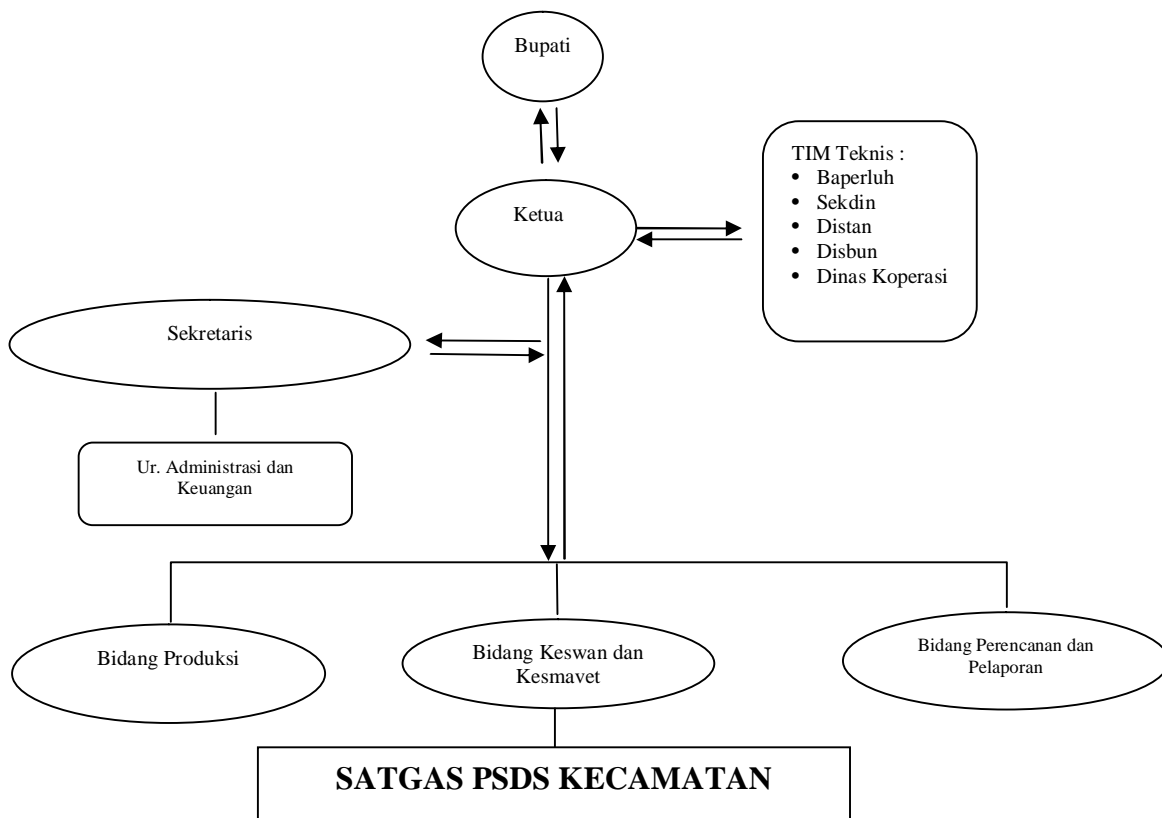 Bupati
TIM Teknis :
• Baperluh
• Sekdin
• Distan
• Disbun
• Dinas Koperasi
Ketua
Sekretaris
Ur. Administrasi dan
Keuangan
Bidang Produksi
Bidang Keswan dan
Kesmavet
Bidang Perencanan dan
Pelaporan
SATGAS PSDS KECAMATAN